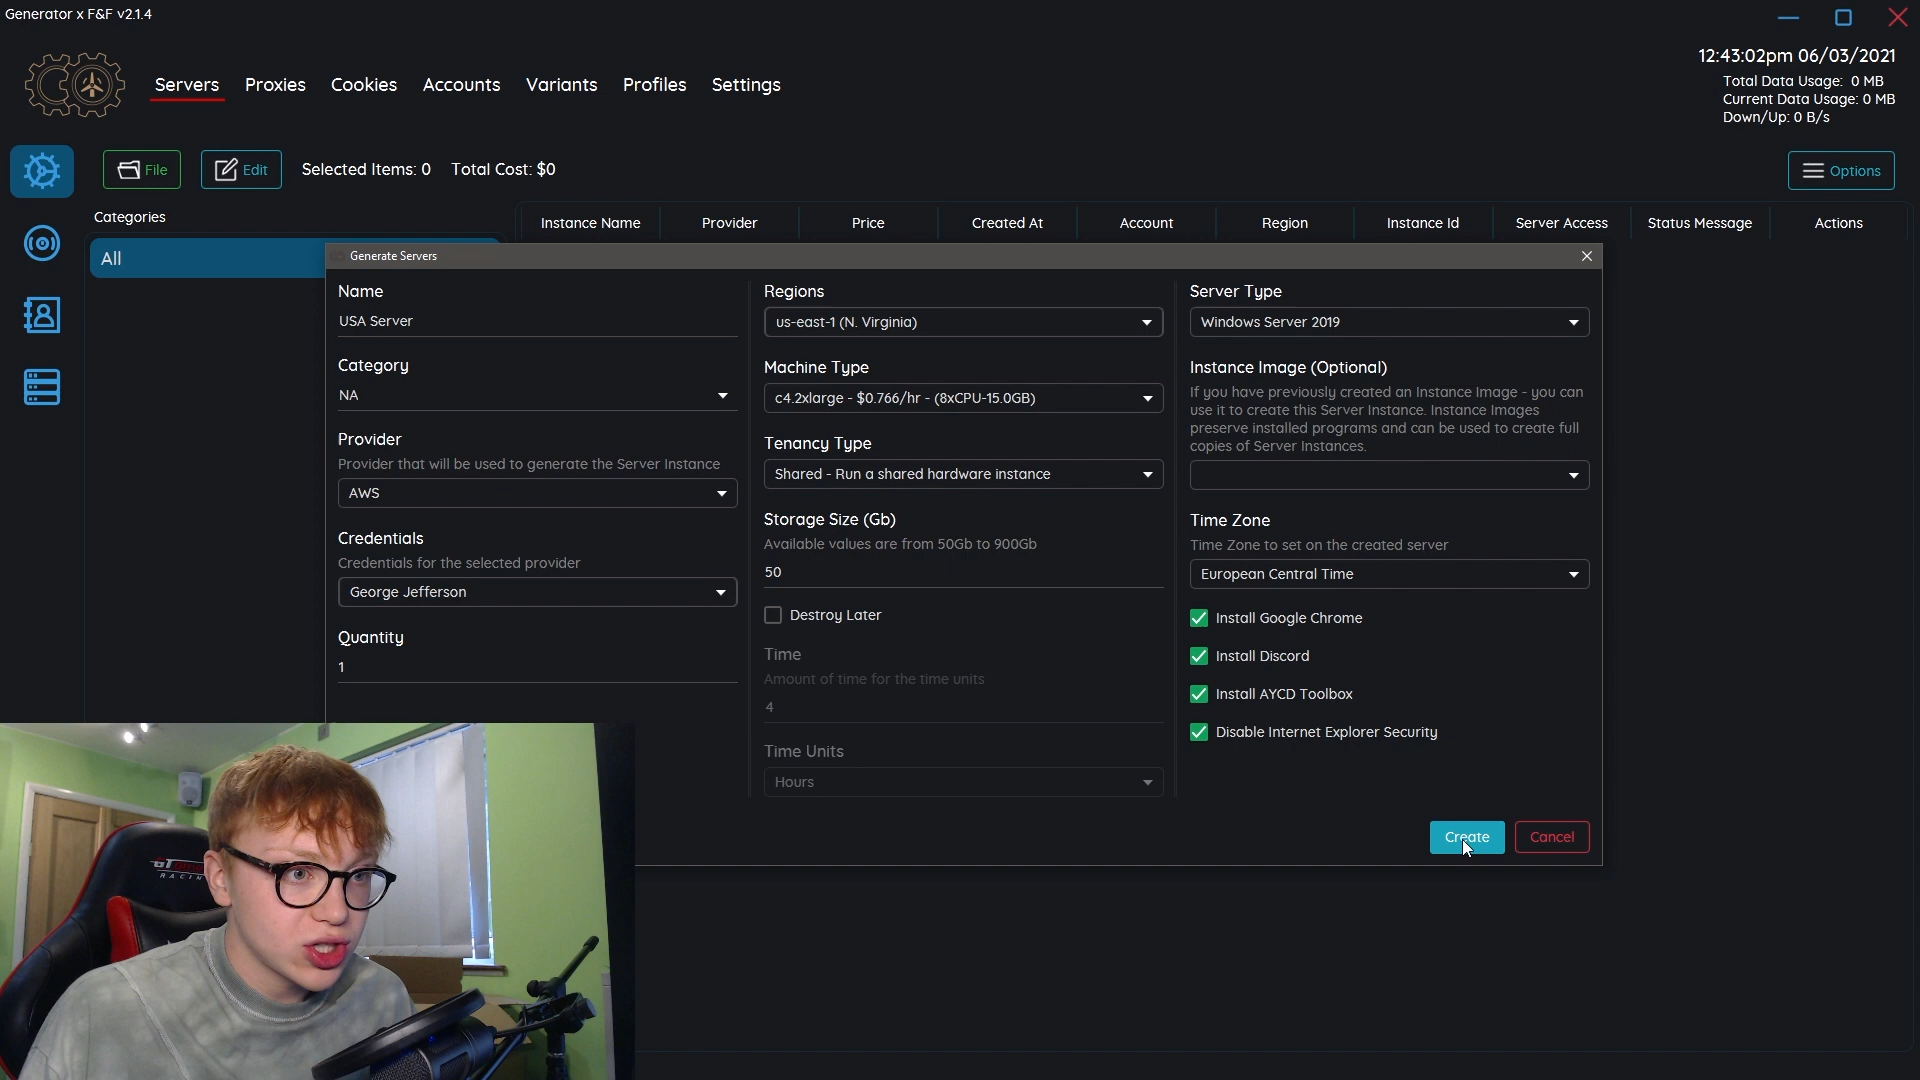 Generator x F&F v2.1.4
12:43:02pm 06/03/2021
Total Data Usage: 0 MB
Current Data Usage: 0 MB
Down/Up: 0 B/s
Servers Proxies Cookies Accounts Variants Profiles Settings
File Edit Selected Items: 0 Total Cost: $0 Options
Categories
All
Instance Name Provider Price Created At Account Region Instance Id Server Access Status Message Actions
Generate Servers
Name
USA Server
Category
NA
Provider
Provider that will be used to generate the Server Instance
AWS
Credentials
Credentials for the selected provider
George Jefferson
Quantity
1
Regions
us-east-1 (N. Virginia)
Machine Type
c4.2xlarge - $0.766/hr - (8xCPU-15.0GB)
Tenancy Type
Shared - Run a shared hardware instance
Storage Size (Gb)
Available values are from 50Gb to 900Gb
50
Destroy Later
Time
Amount of time for the time units
4
Time Units
Hours
Server Type
Windows Server 2019
Instance Image (Optional)
If you have previously created an Instance Image - you can
use it to create this Server Instance. Instance Images
preserve installed programs and can be used to create full
copies of Server Instances.
Time Zone
Time Zone to set on the created server
European Central Time
Install Google Chrome
Install Discord
Install AYCD Toolbox
Disable Internet Explorer Security
Create Cancel
GT
RACIN